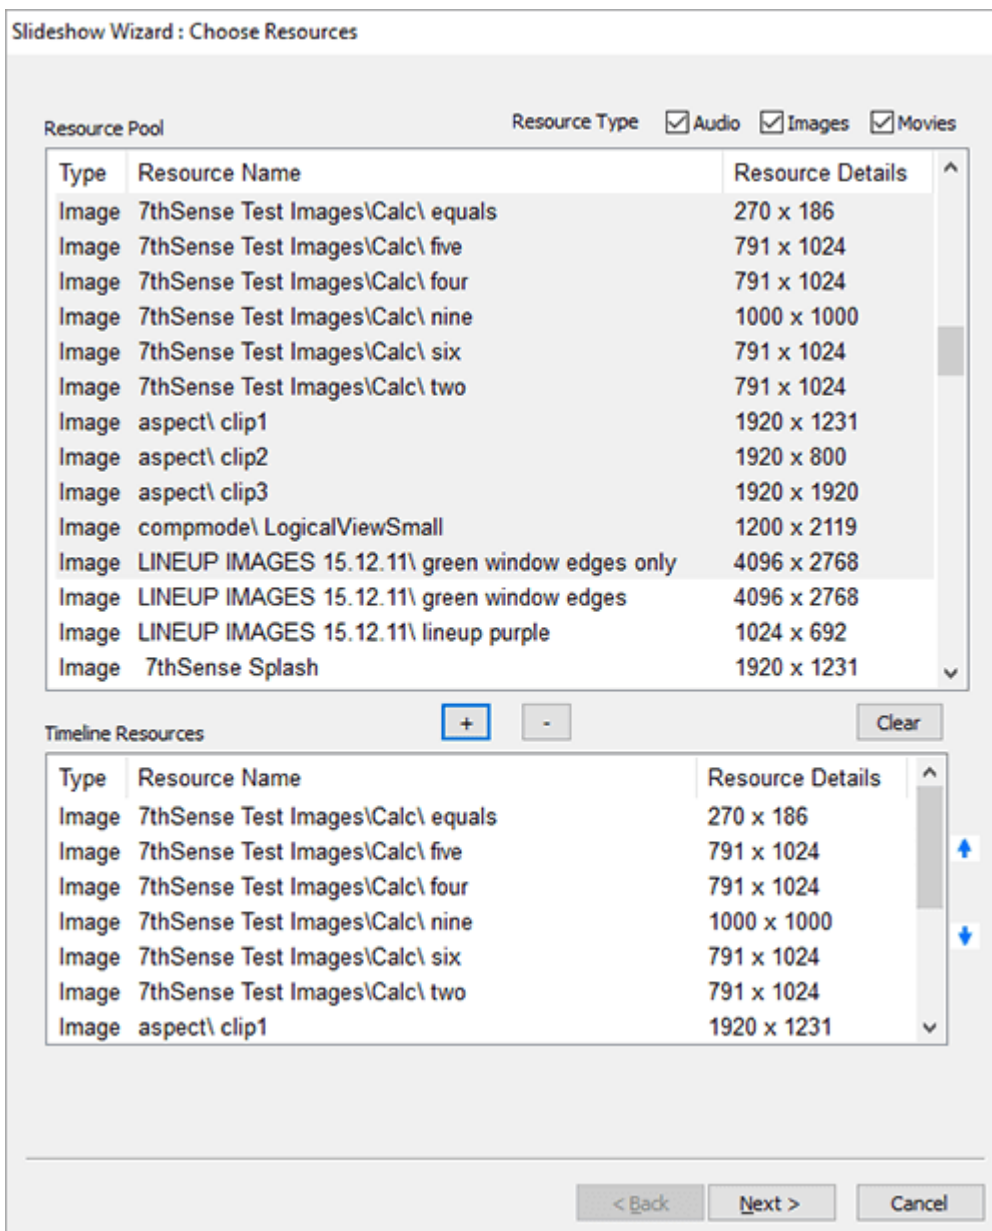 Slideshow Wizard : Choose Resources
Resource Pool Resource Type Audio Images Movies
Type Resource Name Resource Details
Image 7thSense Test Images\Calc\ equals 270 x 186
Image 7thSense Test Images\Calc\ five 791 x 1024
Image 7thSense Test Images\Calc\ four 791 x 1024
Image 7thSense Test Images\Calc\ nine 1000 x 1000
Image 7thSense Test Images\Calc\ six 791 x 1024
Image 7thSense Test Images\Calc\ two 791 x 1024
Image aspect\ clip1 1920 x 1231
Image aspect\ clip2 1920 x 800
Image aspect\ clip3 1920 x 1920
Image compmode\ LogicalViewSmall 1200 x 2119
Image LINEUP IMAGES 15.12.11\ green window edges only 4096 x 2768
Image LINEUP IMAGES 15.12.11\ green window edges 4096 x 2768
Image LINEUP IMAGES 15.12.11\ lineup purple 1024 x 692
Image 7thSense Splash 1920 x 1231
Timeline Resources + - Clear
Type Resource Name Resource Details
Image 7thSense Test Images\Calc\ equals 270 x 186
Image 7thSense Test Images\Calc\ five 791 x 1024
Image 7thSense Test Images\Calc\ four 791 x 1024
Image 7thSense Test Images\Calc\ nine 1000 x 1000
Image 7thSense Test Images\Calc\ six 791 x 1024
Image 7thSense Test Images\Calc\ two 791 x 1024
Image aspect\ clip1 1920 x 1231
< Back Next > Cancel